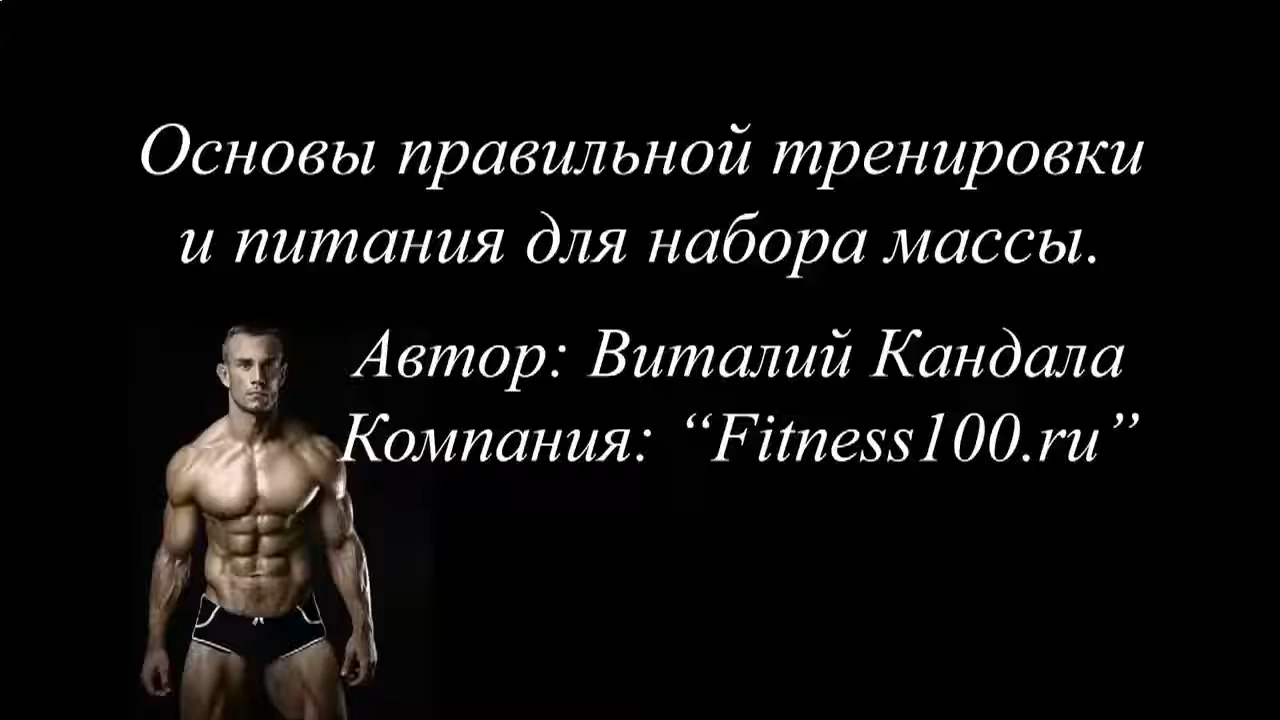 Основы правильной тренировки
и питания для набора массы.
Автор: Виталий Кандала
Компания: “Fitness100.ru”